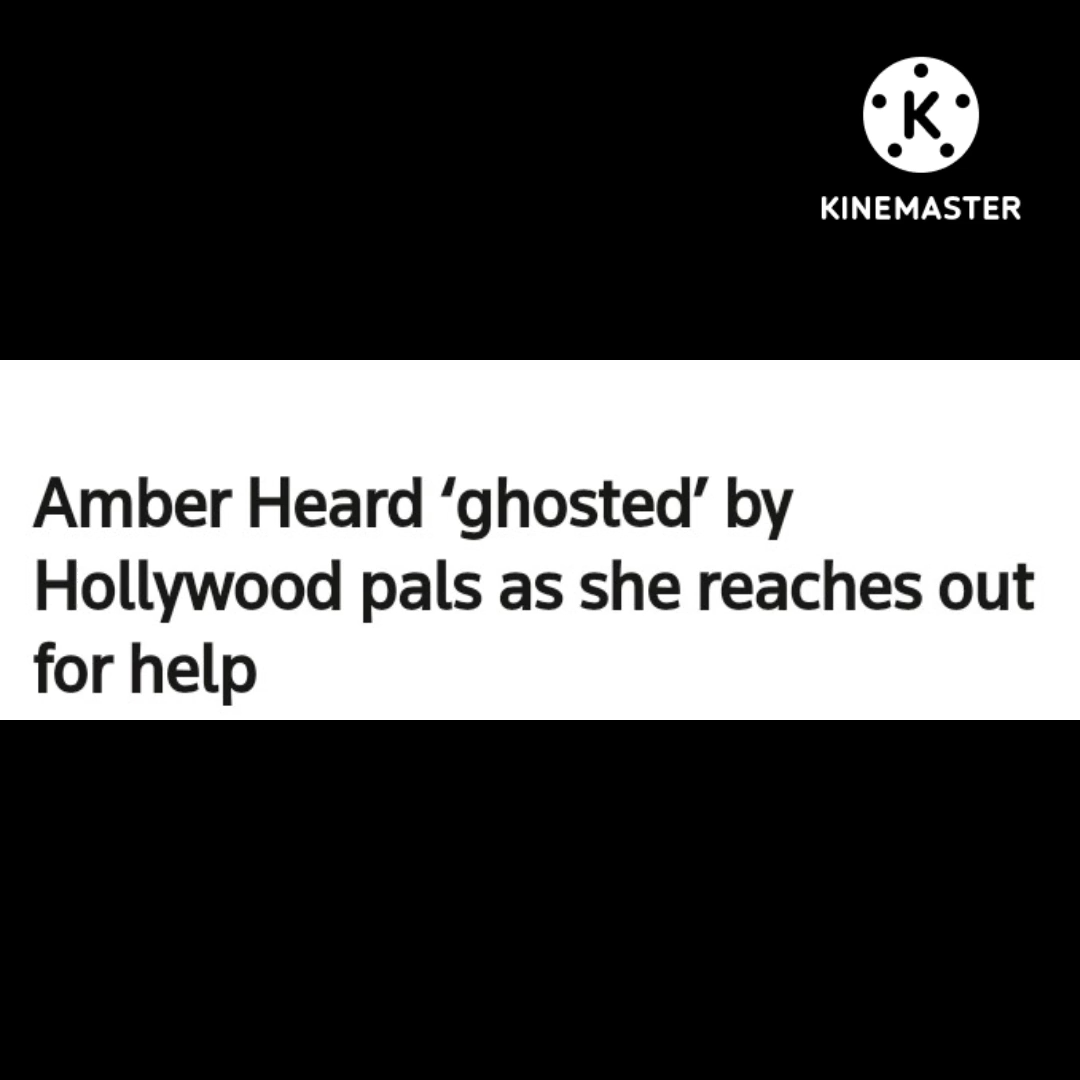 K
KINEMASTER
Amber Heard ‘ghosted’ by
Hollywood pals as she reaches out
for help